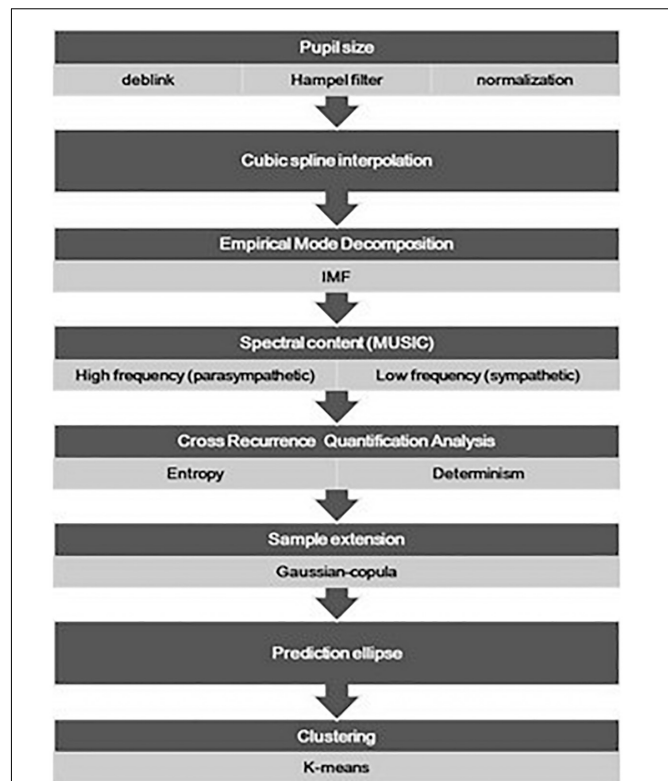 Pupil size
deblink Hampel filter normalization
Cubic spline interpolation
Empirical Mode Decomposition
IMF
Spectral content (MUSIC)
High frequency (parasympathetic) Low frequency (sympathetic)
Cross Recurrence Quantification Analysis
Entropy Determinism
Sample extension
Gaussian-copula
Prediction ellipse
Clustering
K-means